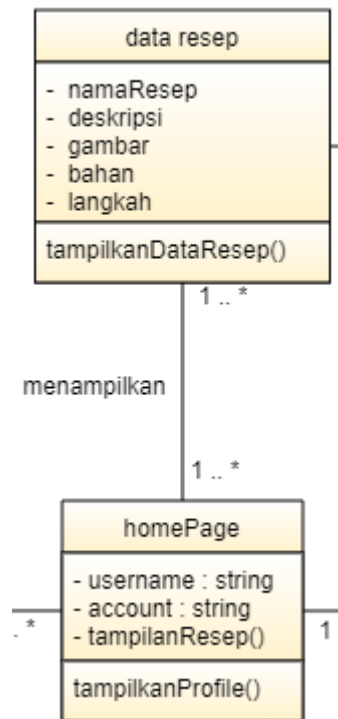 data resep
- namaResep
- deskripsi
- gambar
- bahan
- langkah
tampilkanDataResep()
1 .. *
menampilkan
1 .. *
homePage
- username : string
- account : string
- tampilanResep()
. *
1
tampilkanProfile()